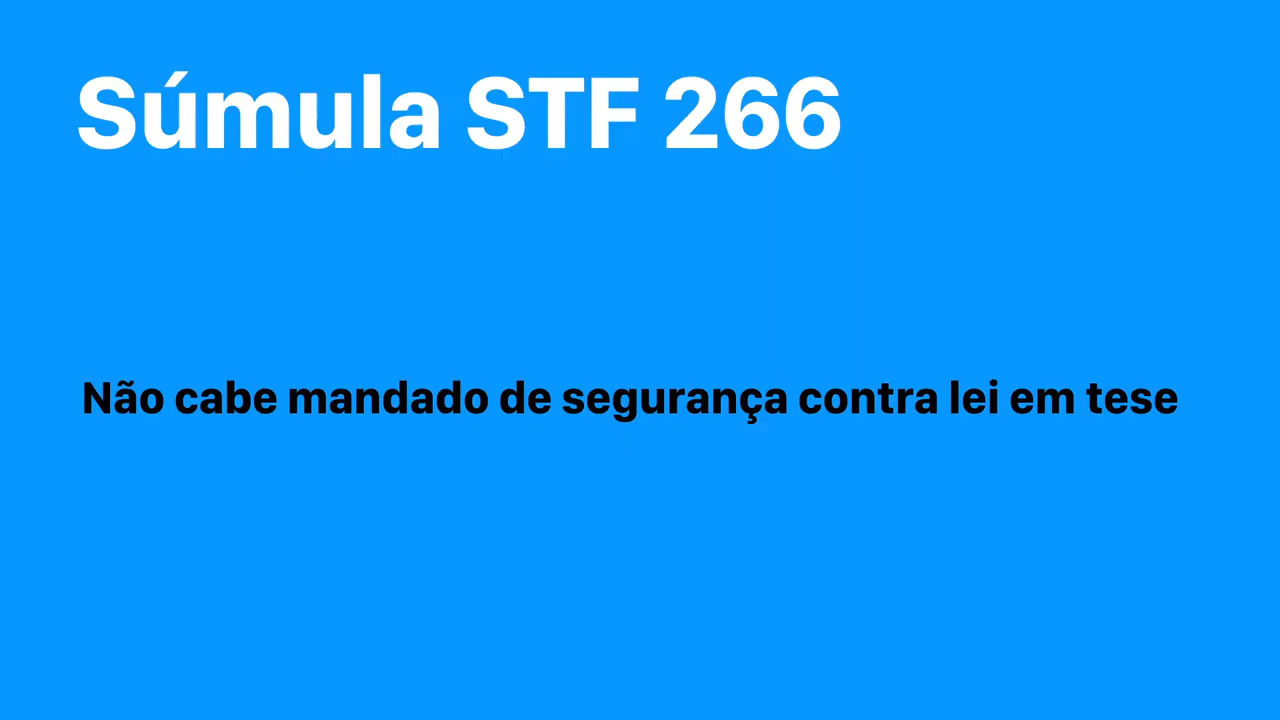 Súmula STF 266
Não cabe mandado de segurança contra lei em tese